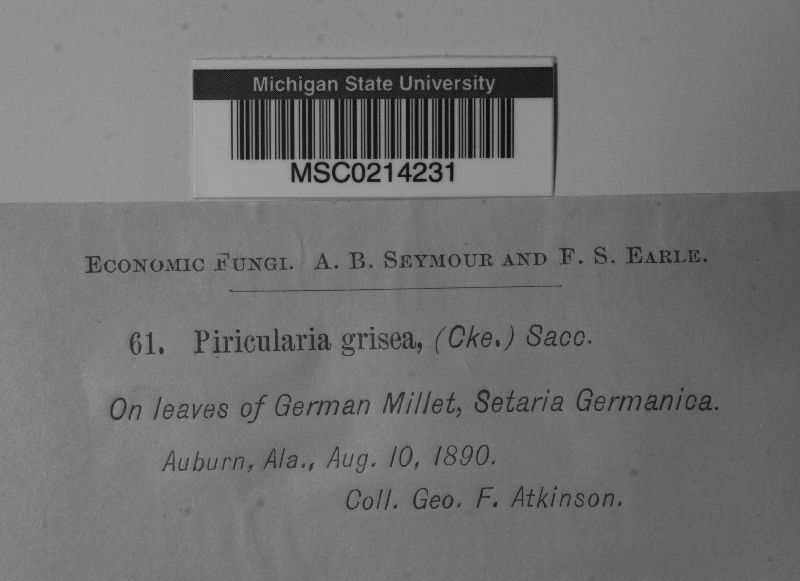 Michigan State University
MSC0214231
ECONOMIC FUNGI. A. B. SEYMOUR AND F. S. EARLE.
61. Piricularia grisea, (Cke.) Sacc.
On leaves of German Millet, Setaria Germanica.
Auburn, Ala., Aug. 10, 1890.
Coll. Geo. F. Atkinson.